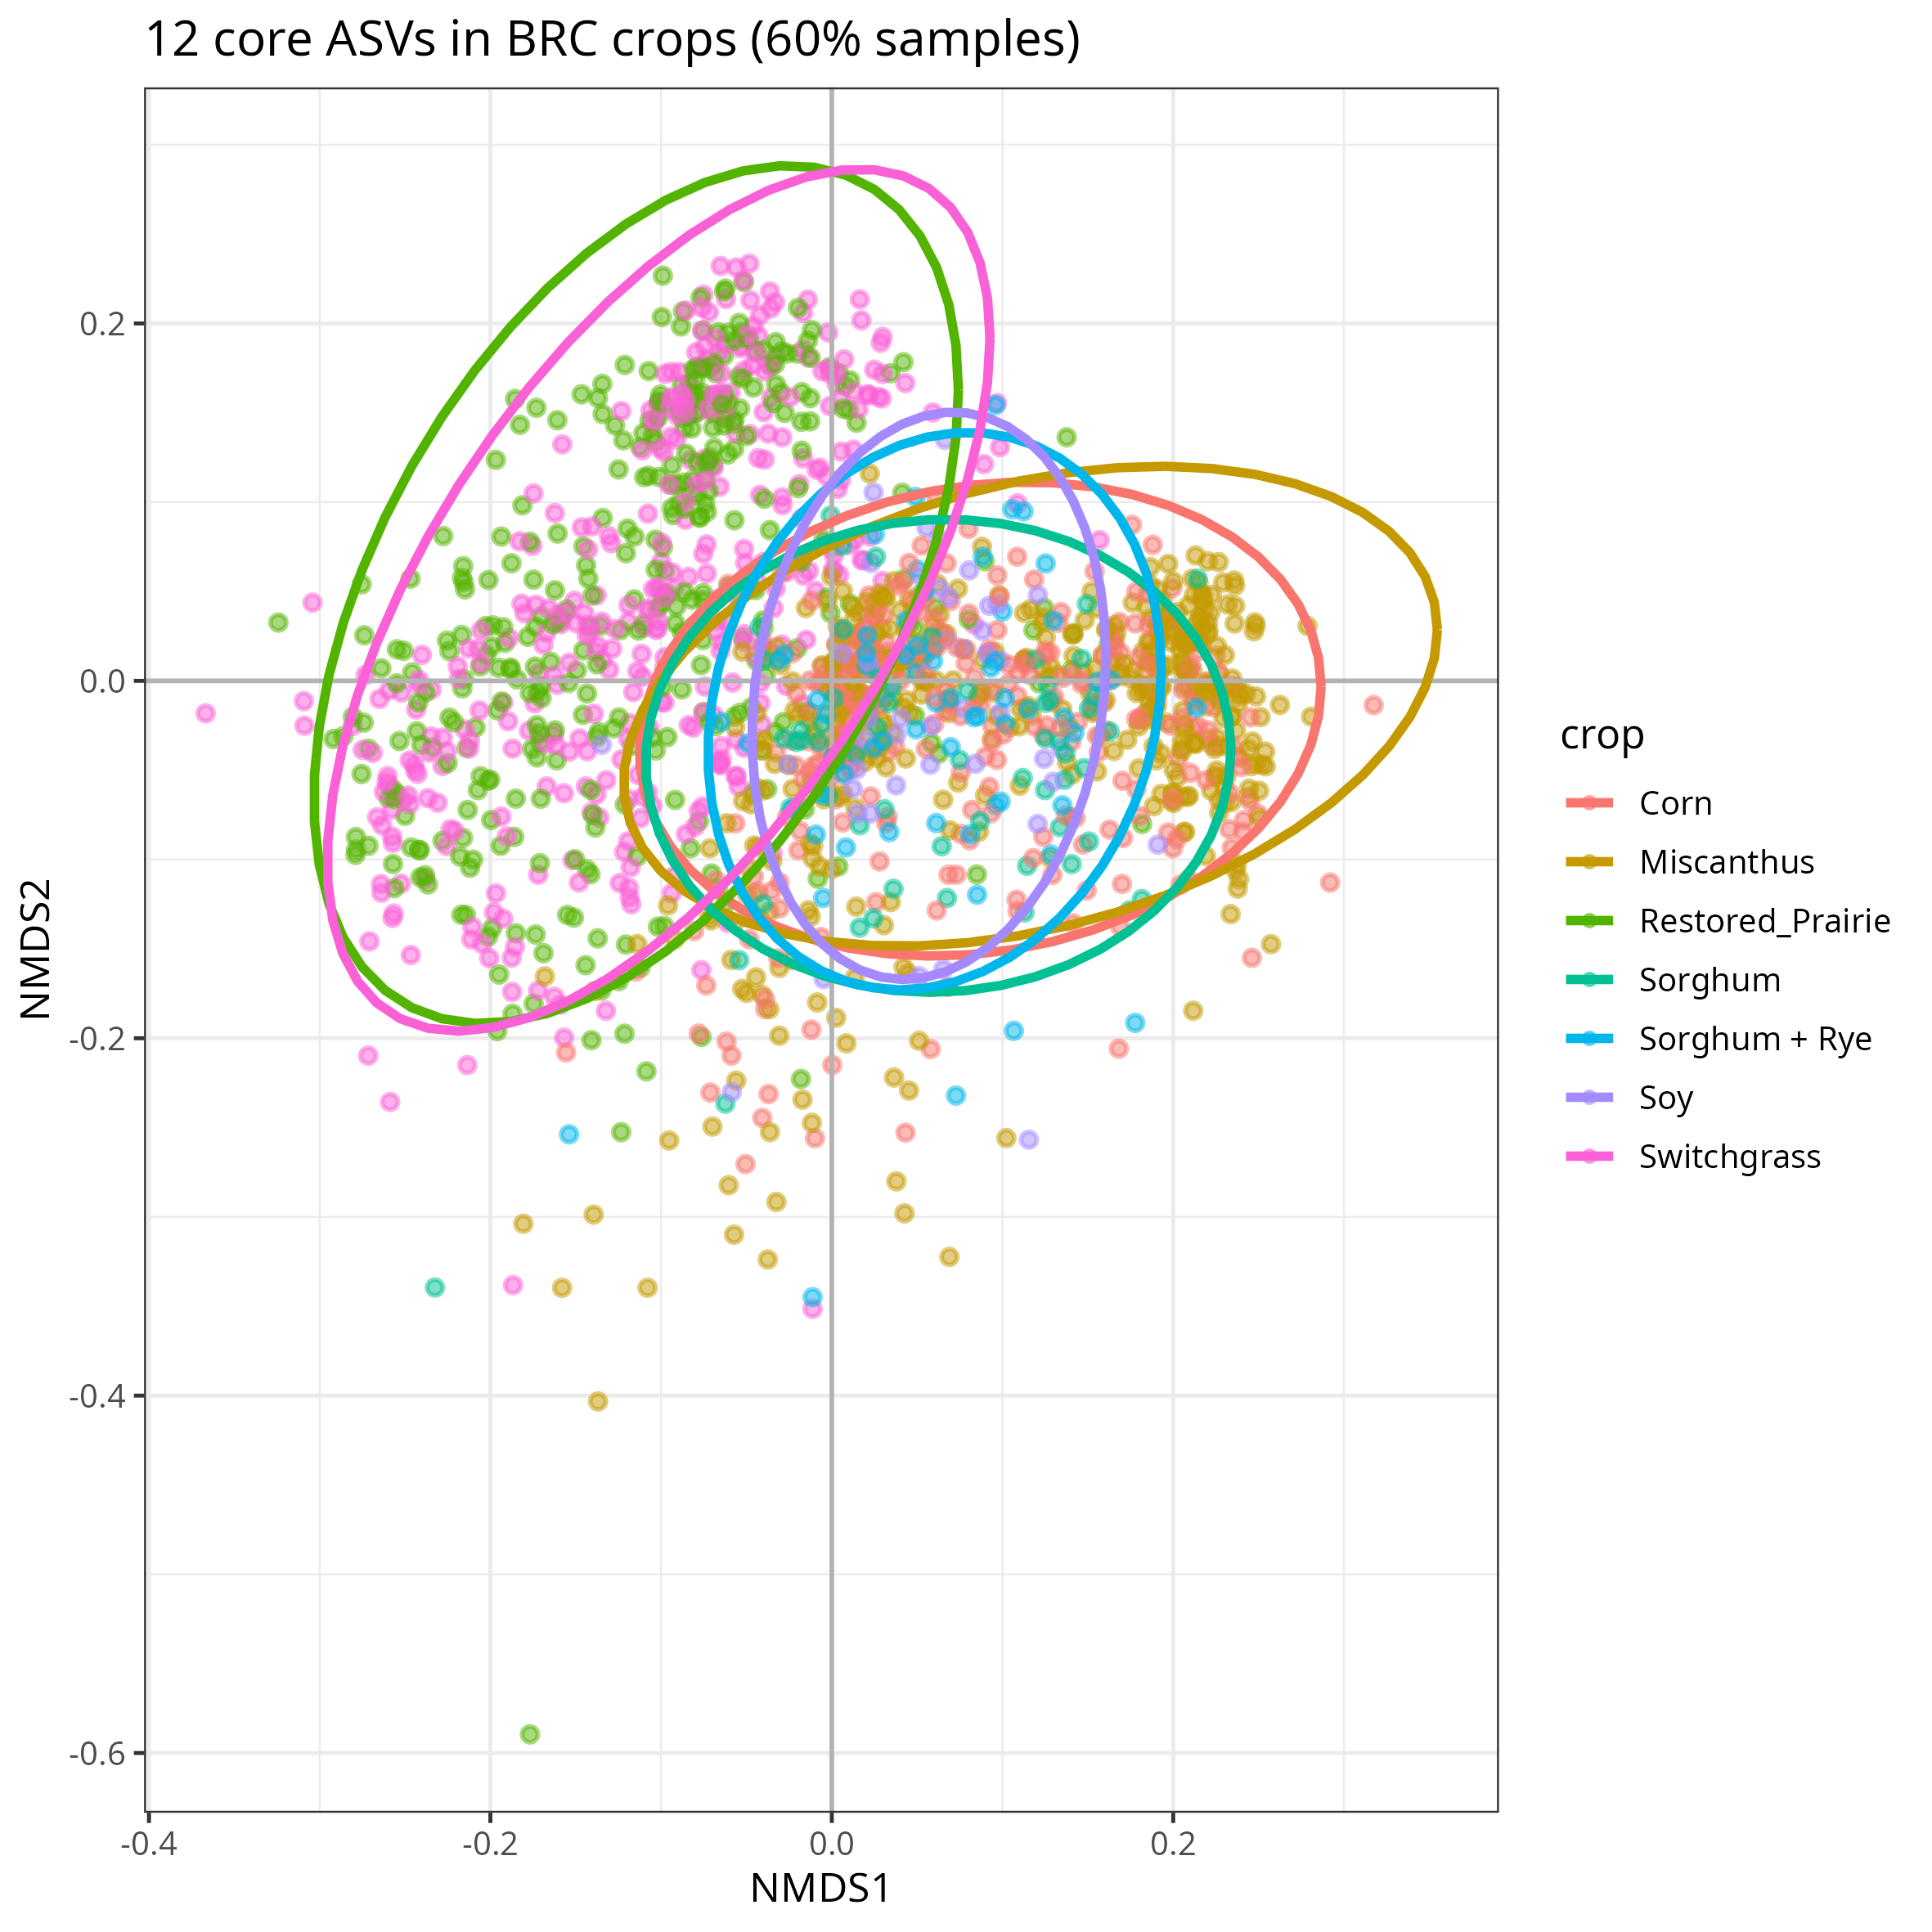 12 core ASVs in BRC crops (60% samples)
NMDS2
0.2
0.0
-0.2
-0.4
-0.6
-0.4 -0.2 0.0 0.2
NMDS1
crop
Corn
Miscanthus
Restored_Prairie
Sorghum
Sorghum + Rye
Soy
Switchgrass